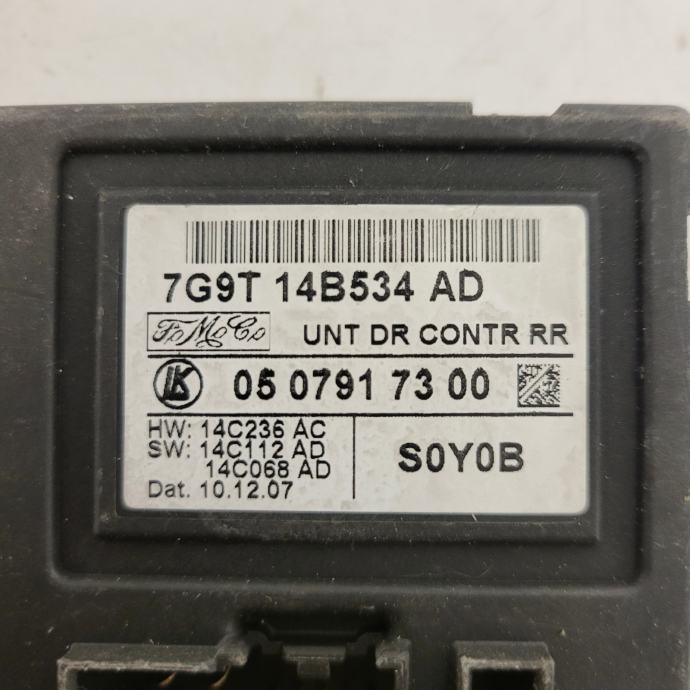 7G9T 14B534 AD
FoMoCo UNT DR CONTR RR
LK 05 0791 73 00
HW: 14C236 AC
SW: 14C112 AD
14C068 AD
Dat. 10.12.07
S0Y0B